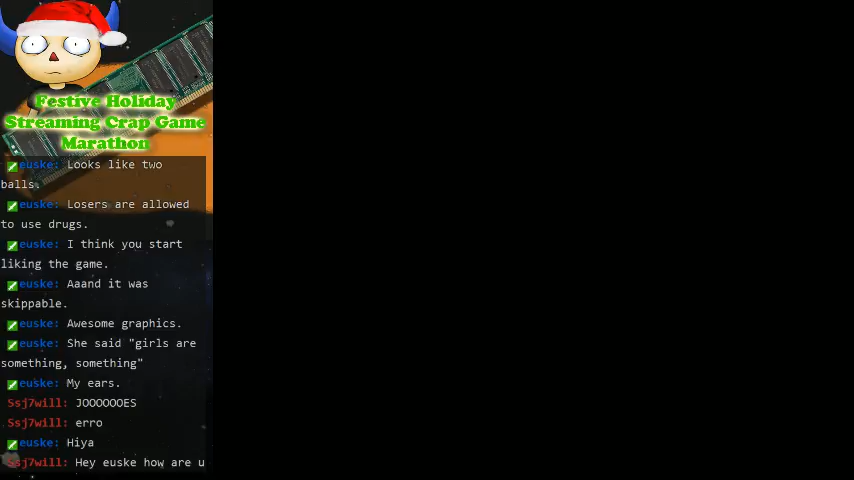 Festive Holiday
Streaming Crap Game
Marathon
euske: Looks like two
balls.
euske: Losers are allowed
to use drugs.
euske: I think you start
liking the game.
euske: Aaand it was
skippable.
euske: Awesome graphics.
euske: She said "girls are
something, something"
euske: My ears.
Ssj7will: JOOOOOOES
Ssj7will: erro
euske: Hiya
Ssj7will: Hey euske how are u